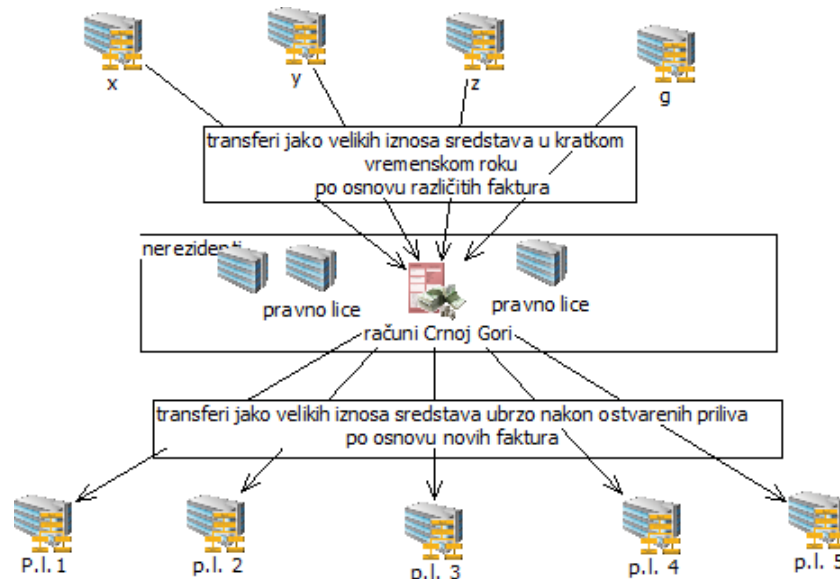 x
y
z
g
transferi jako velikih iznosa sredstava u kratkom
vremenskom roku
po osnovu različitih faktura
nerezidenti
pravno lice
pravno lice
računi Crnoj Gori
transferi jako velikih iznosa sredstava ubrzo nakon ostvarenih priliva
po osnovu novih faktura
P.l. 1
p.l. 2
p.l. 3
p.l. 4
p.l. 5